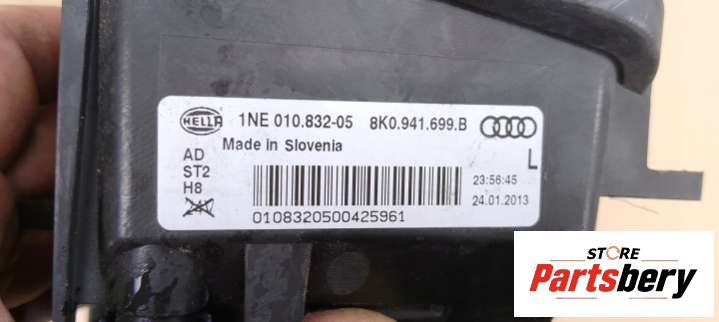 HELLA 1NE 010.832-05 8K0.941.699.B
Made in Slovenia
AD
ST2
H8
L
23:56:45
24.01.2013
0108320500425961
STORE
Partsbery